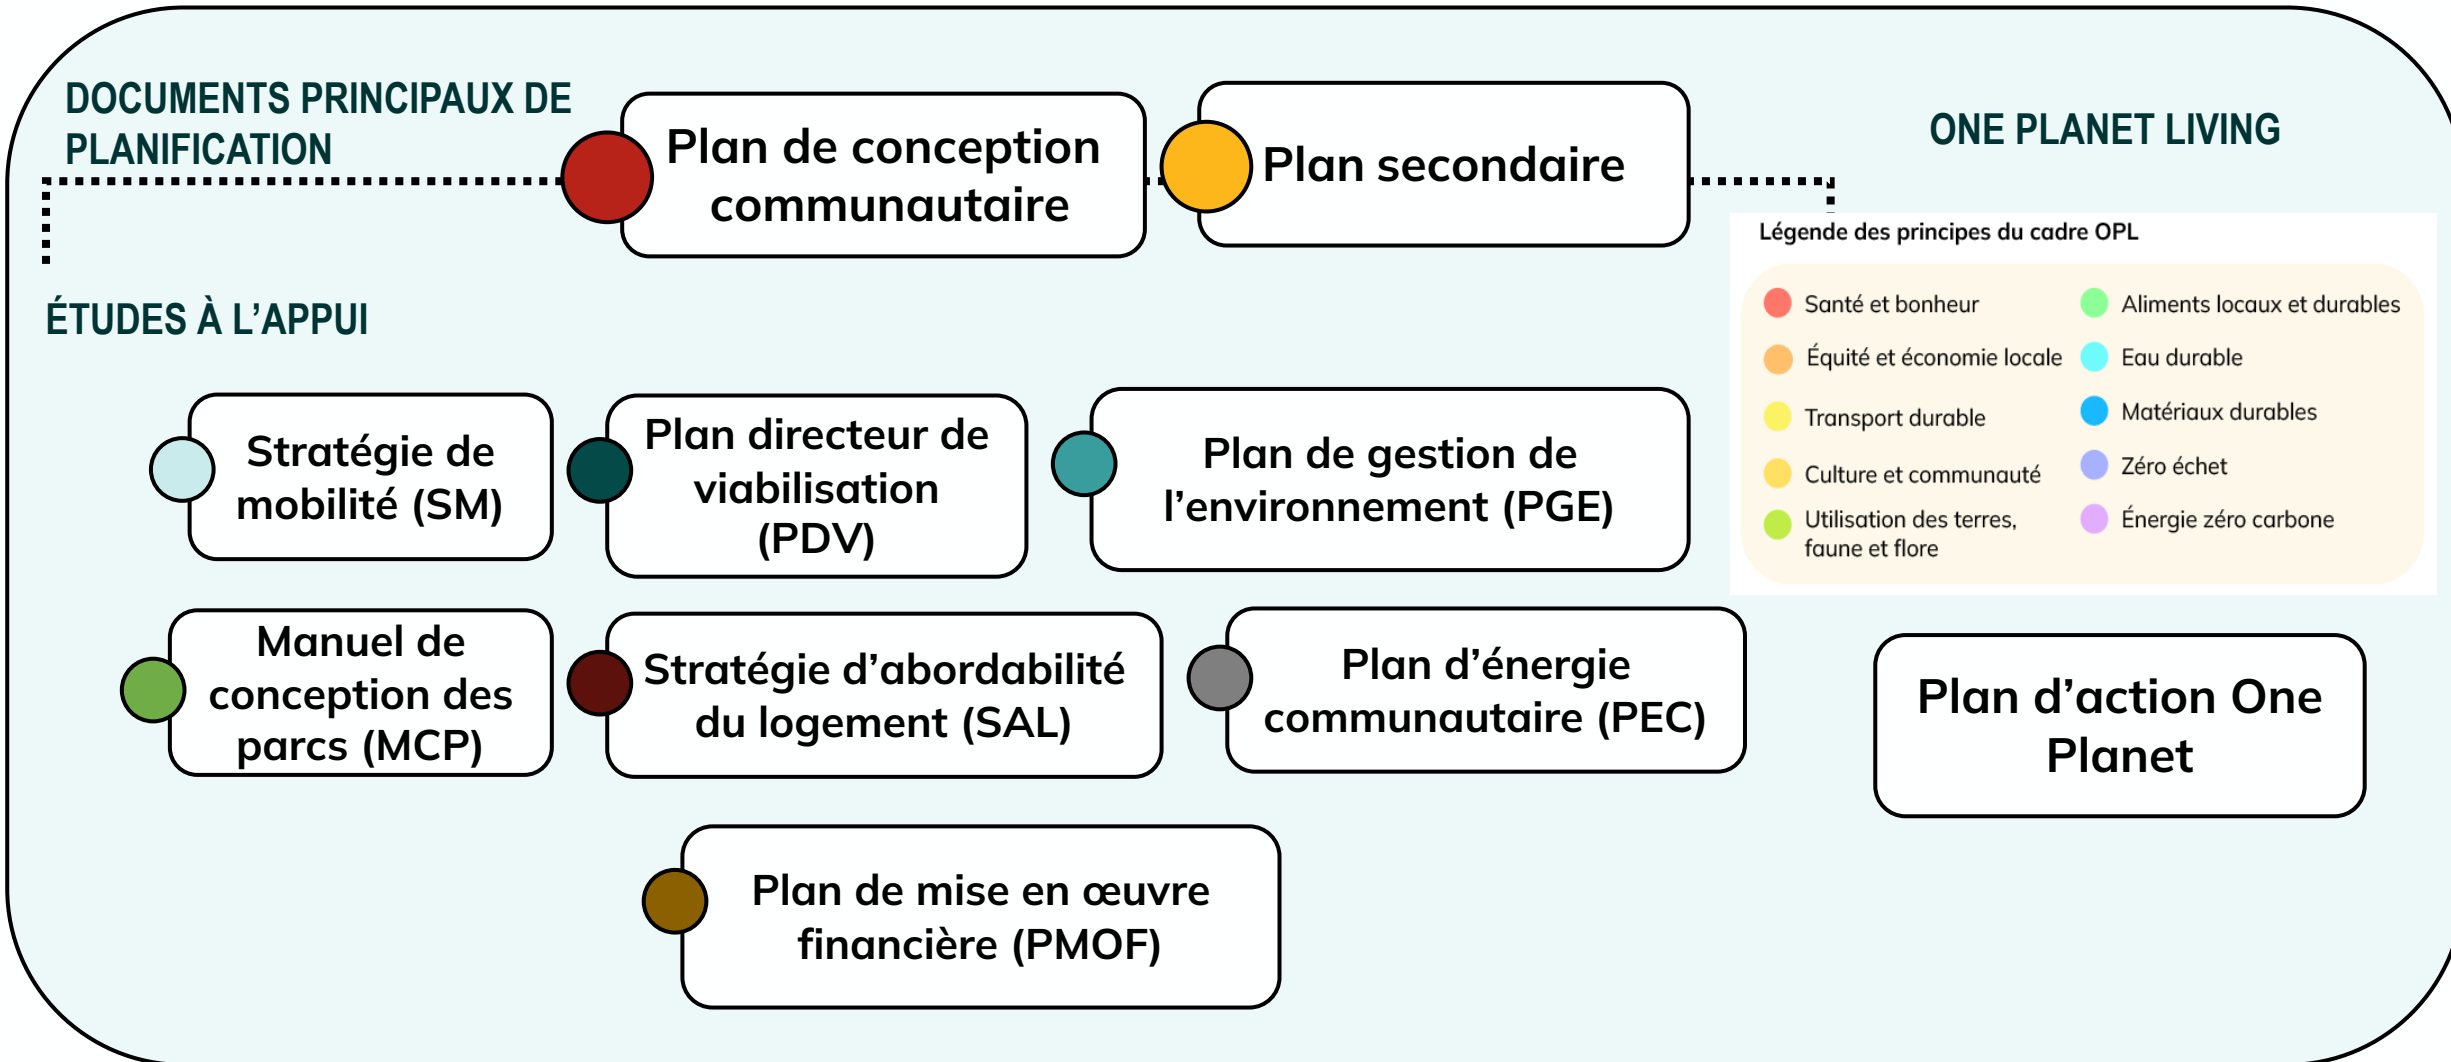 DOCUMENTS PRINCIPAUX DE
PLANIFICATION
Plan de conception
communautaire
Plan secondaire
ONE PLANET LIVING
Légende des principes du cadre OPL
Santé et bonheur
Équité et économie locale
Transport durable
Culture et communauté
Utilisation des terres,
faune et flore
Aliments locaux et durables
Eau durable
Matériaux durables
Zéro échet
Énergie zéro carbone
ÉTUDES À L’APPUI
Stratégie de
mobilité (SM)
Plan directeur de
viabilisation
(PDV)
Plan de gestion de
l’environnement (PGE)
Manuel de
conception des
parcs (MCP)
Stratégie d’abordabilité
du logement (SAL)
Plan d’énergie
communautaire (PEC)
Plan d’action One
Planet
Plan de mise en œuvre
financière (PMOF)